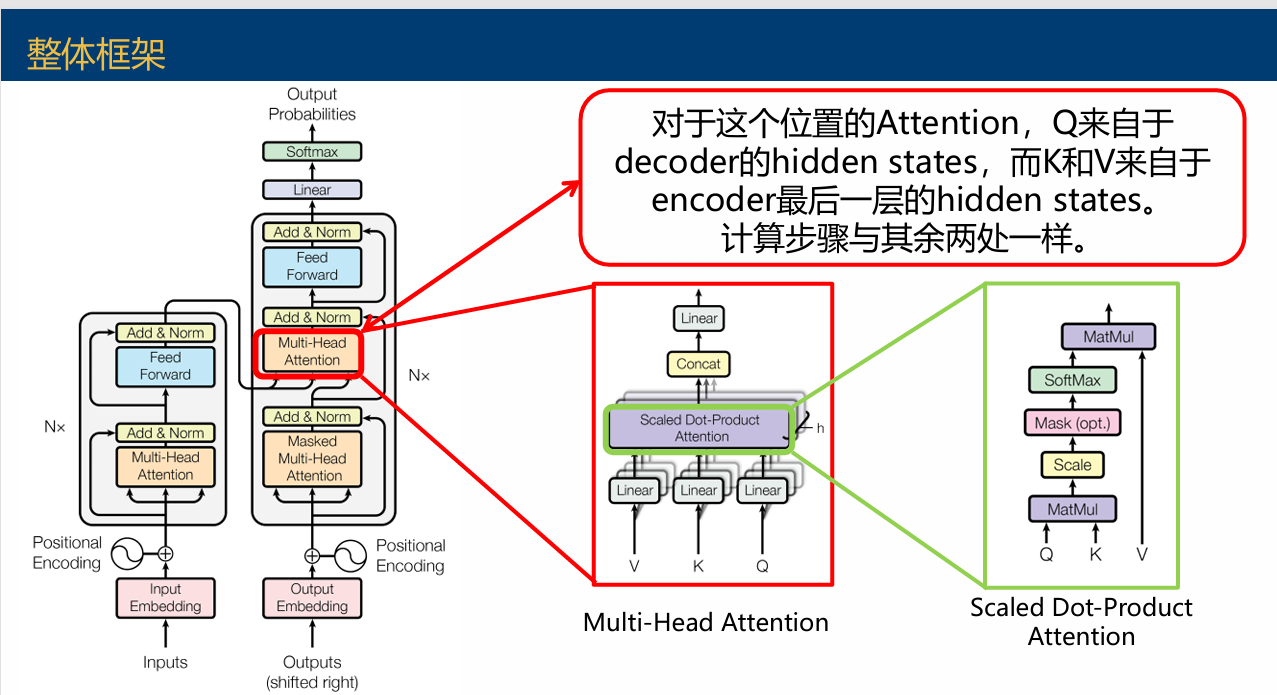 整体框架
Output
Probabilities
Softmax
Linear
Add & Norm
Feed
Forward
Add & Norm
Multi-Head
Attention
Add & Norm
Masked
Multi-Head
Attention
N×
Add & Norm
Feed
Forward
Add & Norm
Multi-Head
Attention
N×
Positional
Encoding
Positional
Encoding
Input
Embedding
Output
Embedding
Inputs
Outputs
(shifted right)
对于这个位置的Attention，Q来自于
decoder的hidden states，而K和V来自于
encoder最后一层的hidden states。
计算步骤与其余两处一样。
Linear
Concat
Scaled Dot-Product
Attention
h
Linear
Linear
Linear
V
K
Q
Multi-Head Attention
MatMul
SoftMax
Mask (opt.)
Scale
MatMul
Q
K
V
Scaled Dot-Product
Attention